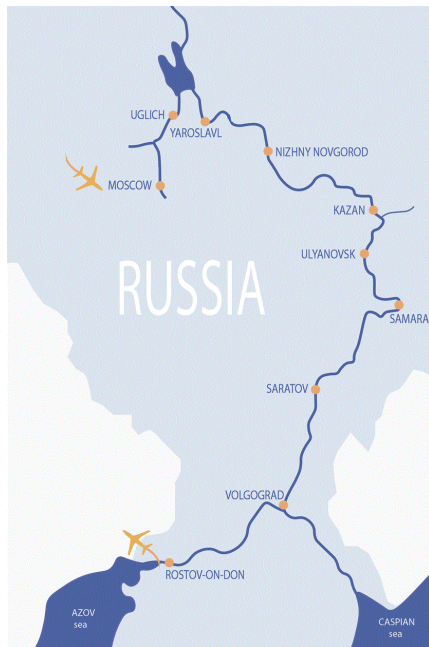 UGLICH
YAROSLAVL
NIZHNY NOVGOROD
MOSCOW
KAZAN
ULYANOVSK
RUSSIA
SAMARA
SARATOV
VOLGOGRAD
ROSTOV-ON-DON
AZOV
sea
CASPIAN
sea